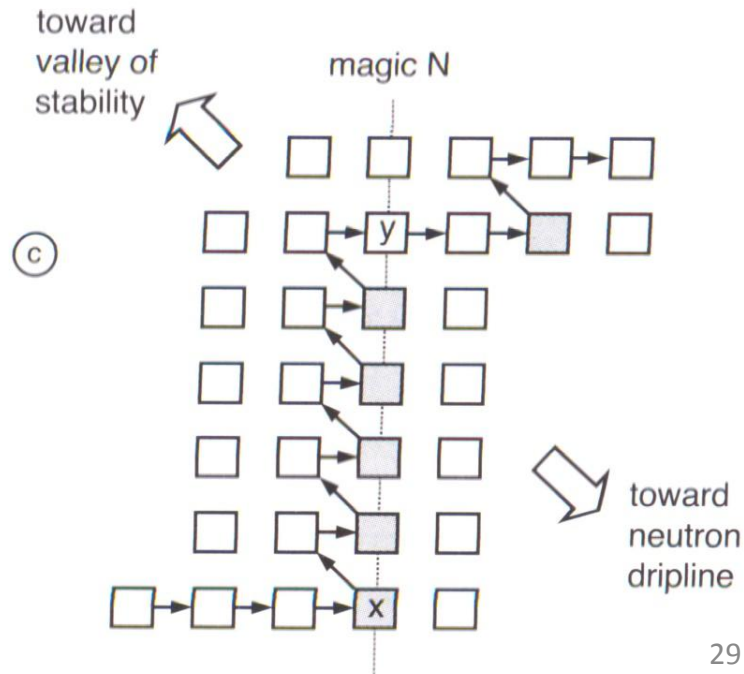 toward
valley of
stability
magic N
c
y
toward
neutron
dripline
x
29